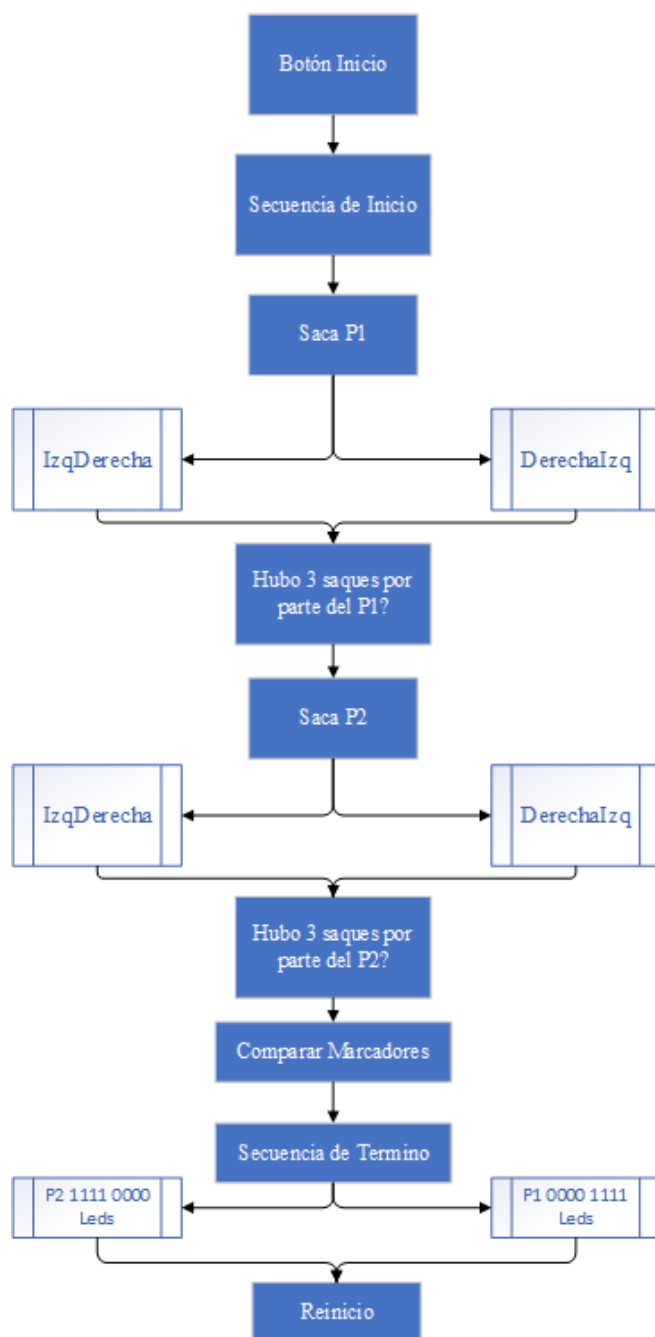 Botón Inicio
Secuencia de Inicio
Saca P1
IzqDerecha
DerechaIzq
Hubo 3 saques por
parte del P1?
Saca P2
IzqDerecha
DerechaIzq
Hubo 3 saques por
parte del P2?
Comparar Marcadores
Secuencia de Termino
P2 1111 0000
Leds
P1 0000 1111
Leds
Reinicio